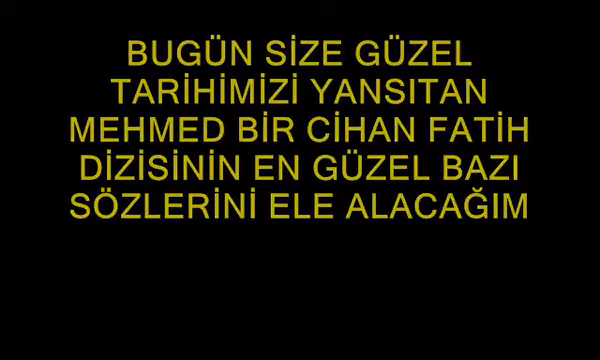 BUGÜN SİZE GÜZEL
TARİHİMİZİ YANSITAN
MEHMED BİR CİHAN FATİH
DİZİSİNİN EN GÜZEL BAZI
SÖZLERİNİ ELE ALACAĞIM